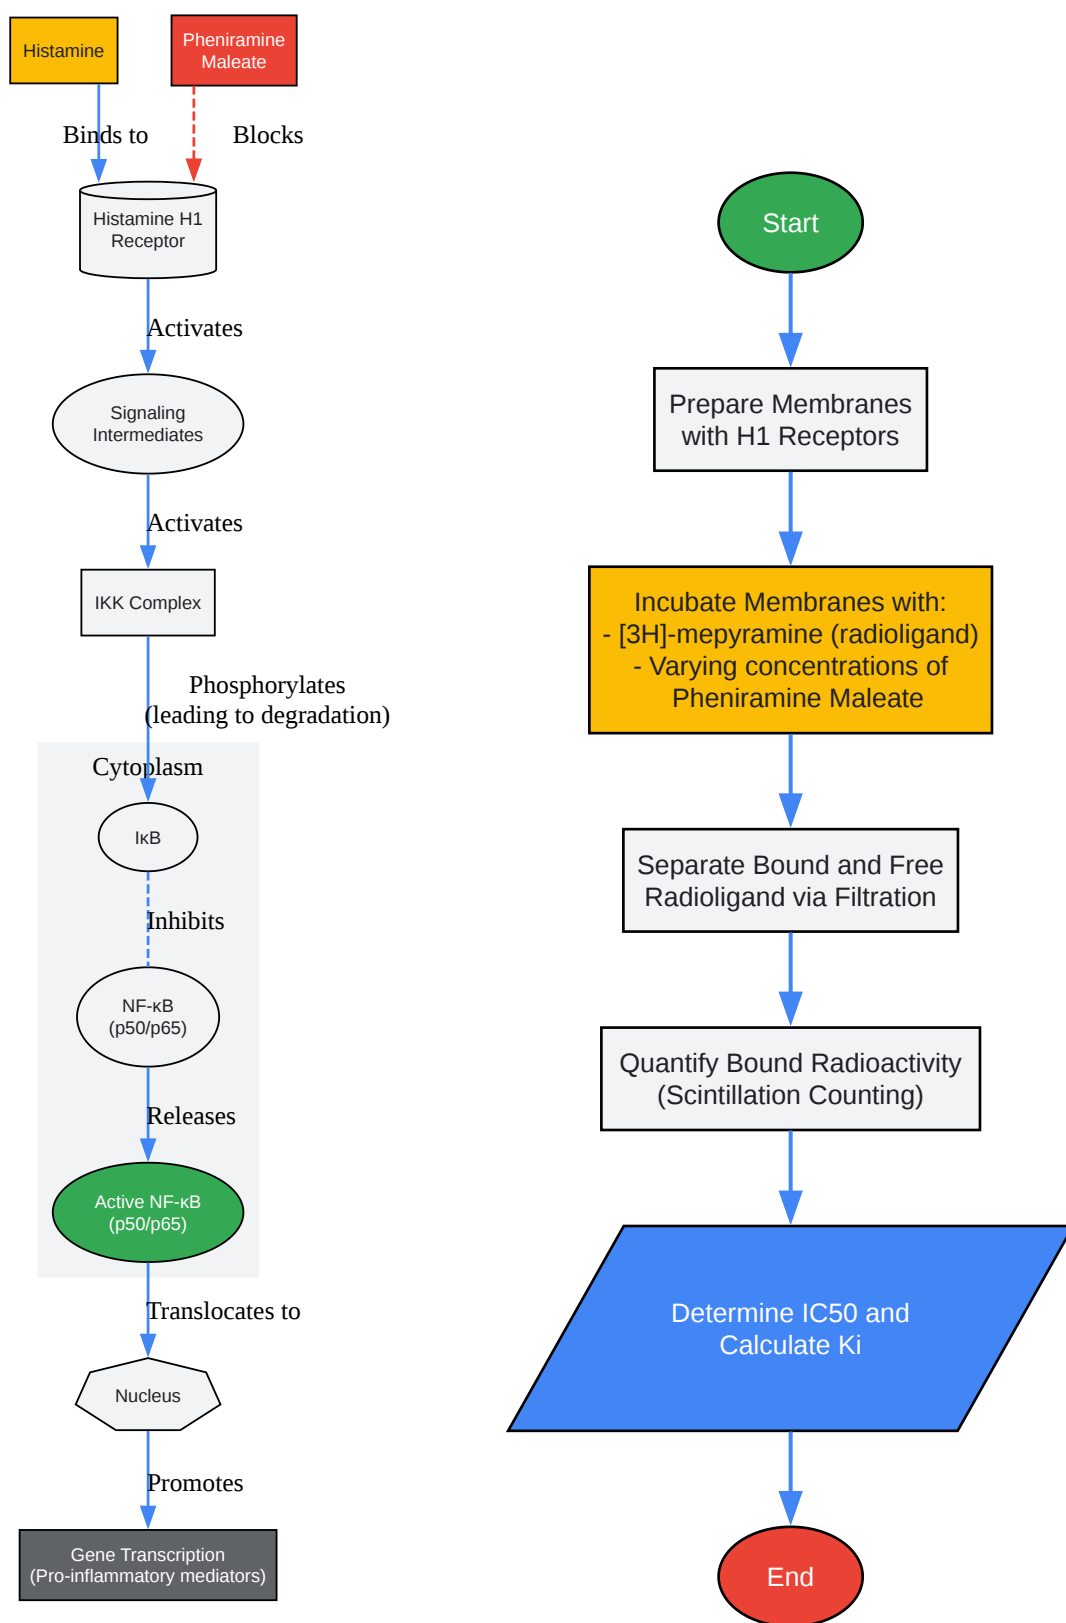 Histamine
Pheniramine
Maleate
Binds to
Blocks
Histamine H1
Receptor
Activates
Signaling
Intermediates
Activates
IKK Complex
Phosphorylates
(leading to degradation)
Cytoplasm
IκB
Inhibits
NF-κB
(p50/p65)
Releases
Active NF-κB
(p50/p65)
Translocates to
Nucleus
Promotes
Gene Transcription
(Pro-inflammatory mediators)
Start
Prepare Membranes
with H1 Receptors
Incubate Membranes with:
- [3H]-mepyramine (radioligand)
- Varying concentrations of
Pheniramine Maleate
Separate Bound and Free
Radioligand via Filtration
Quantify Bound Radioactivity
(Scintillation Counting)
Determine IC50 and
Calculate Ki
End